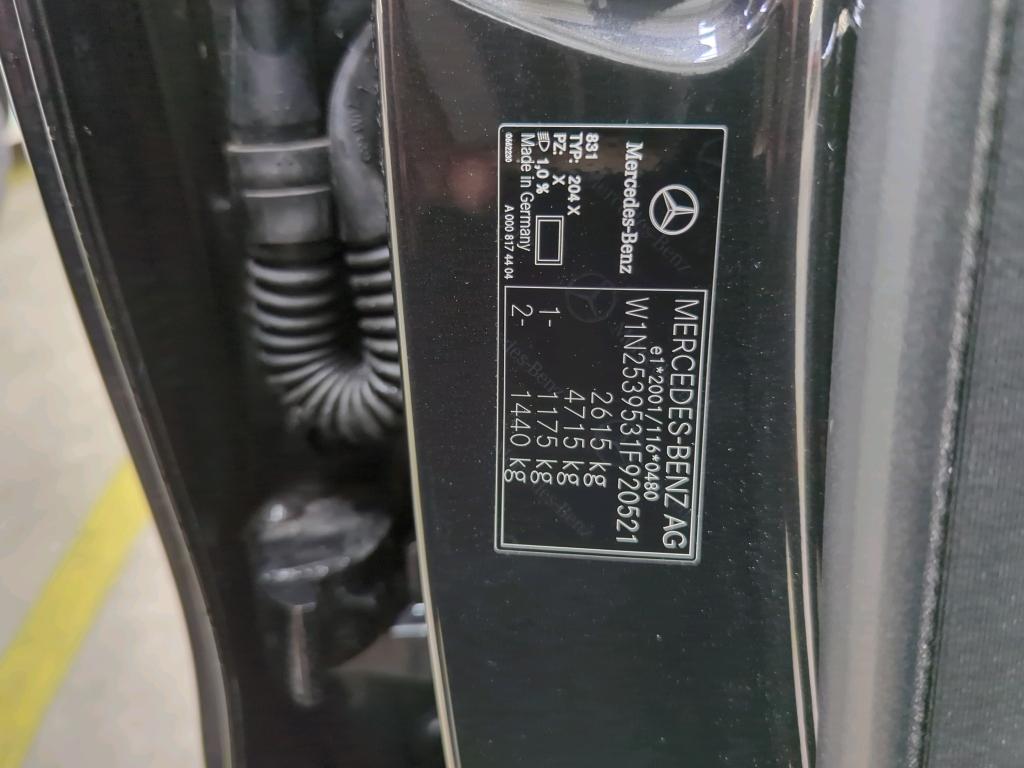 Mercedes-Benz
831
TYP: 204 X
PZ: X
1,0 %
Made in Germany
A 000 817 44 04
MERCEDES-BENZ AG
e1*2001/116*0480
W1N2539531F920521
2615 kg
4715 kg
1- 1175 kg
2- 1440 kg